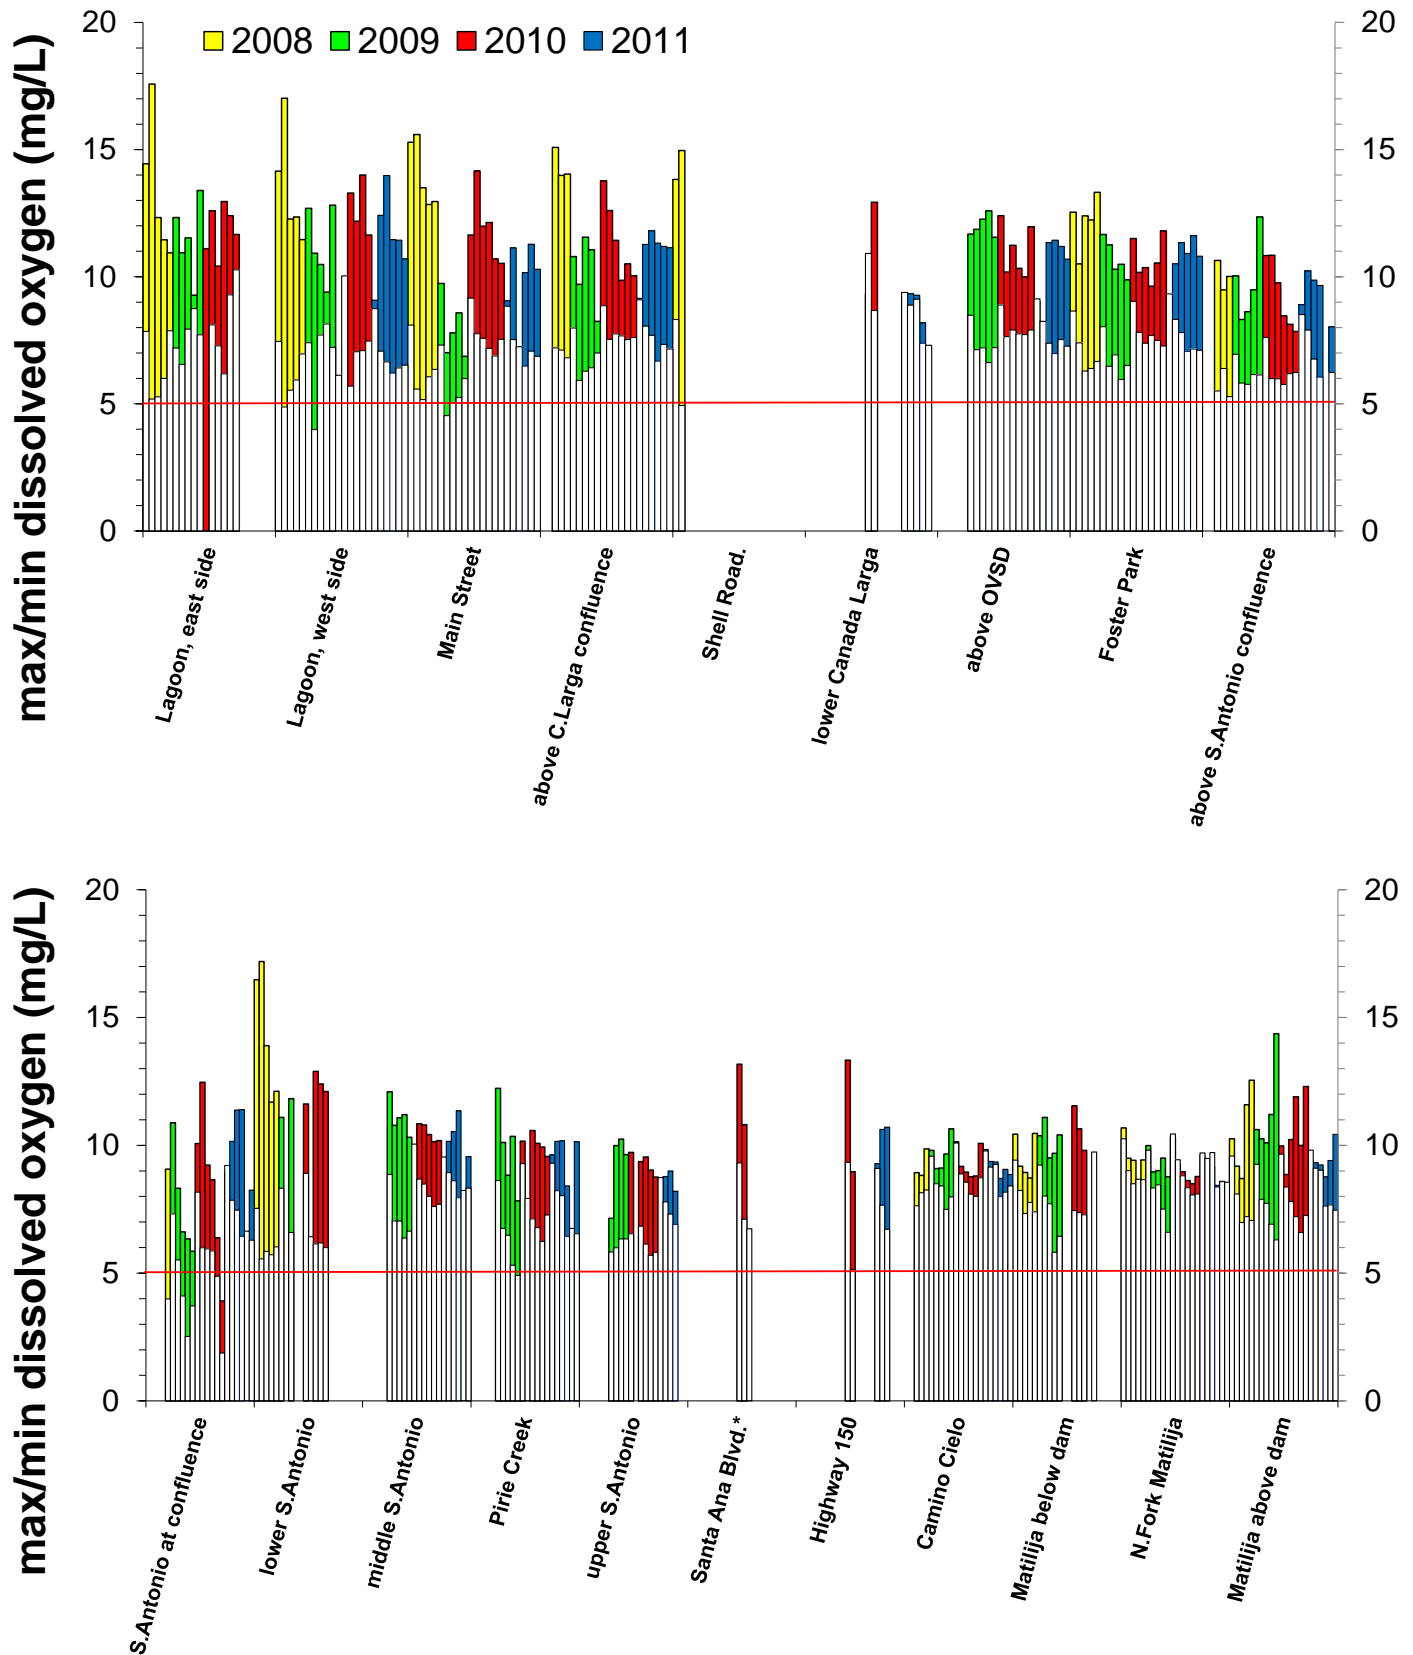 max/min dissolved oxygen (mg/L)
2008 2009 2010 2011
20 20
15 15
10 10
5 5
0 0
Lagoon, east side
Lagoon, west side
Main Street
above C.Larga confluence
Shell Road.
lower Canada Larga
above OVSD
Foster Park
above S.Antonio confluence
max/min dissolved oxygen (mg/L)
20 20
15 15
10 10
5 5
0 0
S.Antonio at confluence
lower S.Antonio
middle S.Antonio
Pirie Creek
upper S.Antonio
Santa Ana Blvd.*
Highway 150
Camino Cielo
Matilija below dam
N.Fork Matilija
Matilija above dam